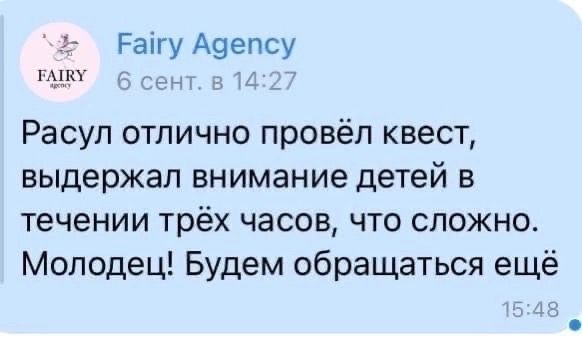 Fairy Agency
FAIRY
agency
6 сент. в 14:27
Расул отлично провёл квест,
выдержал внимание детей в
течении трёх часов, что сложно.
Молодец! Будем обращаться ещё
15:48